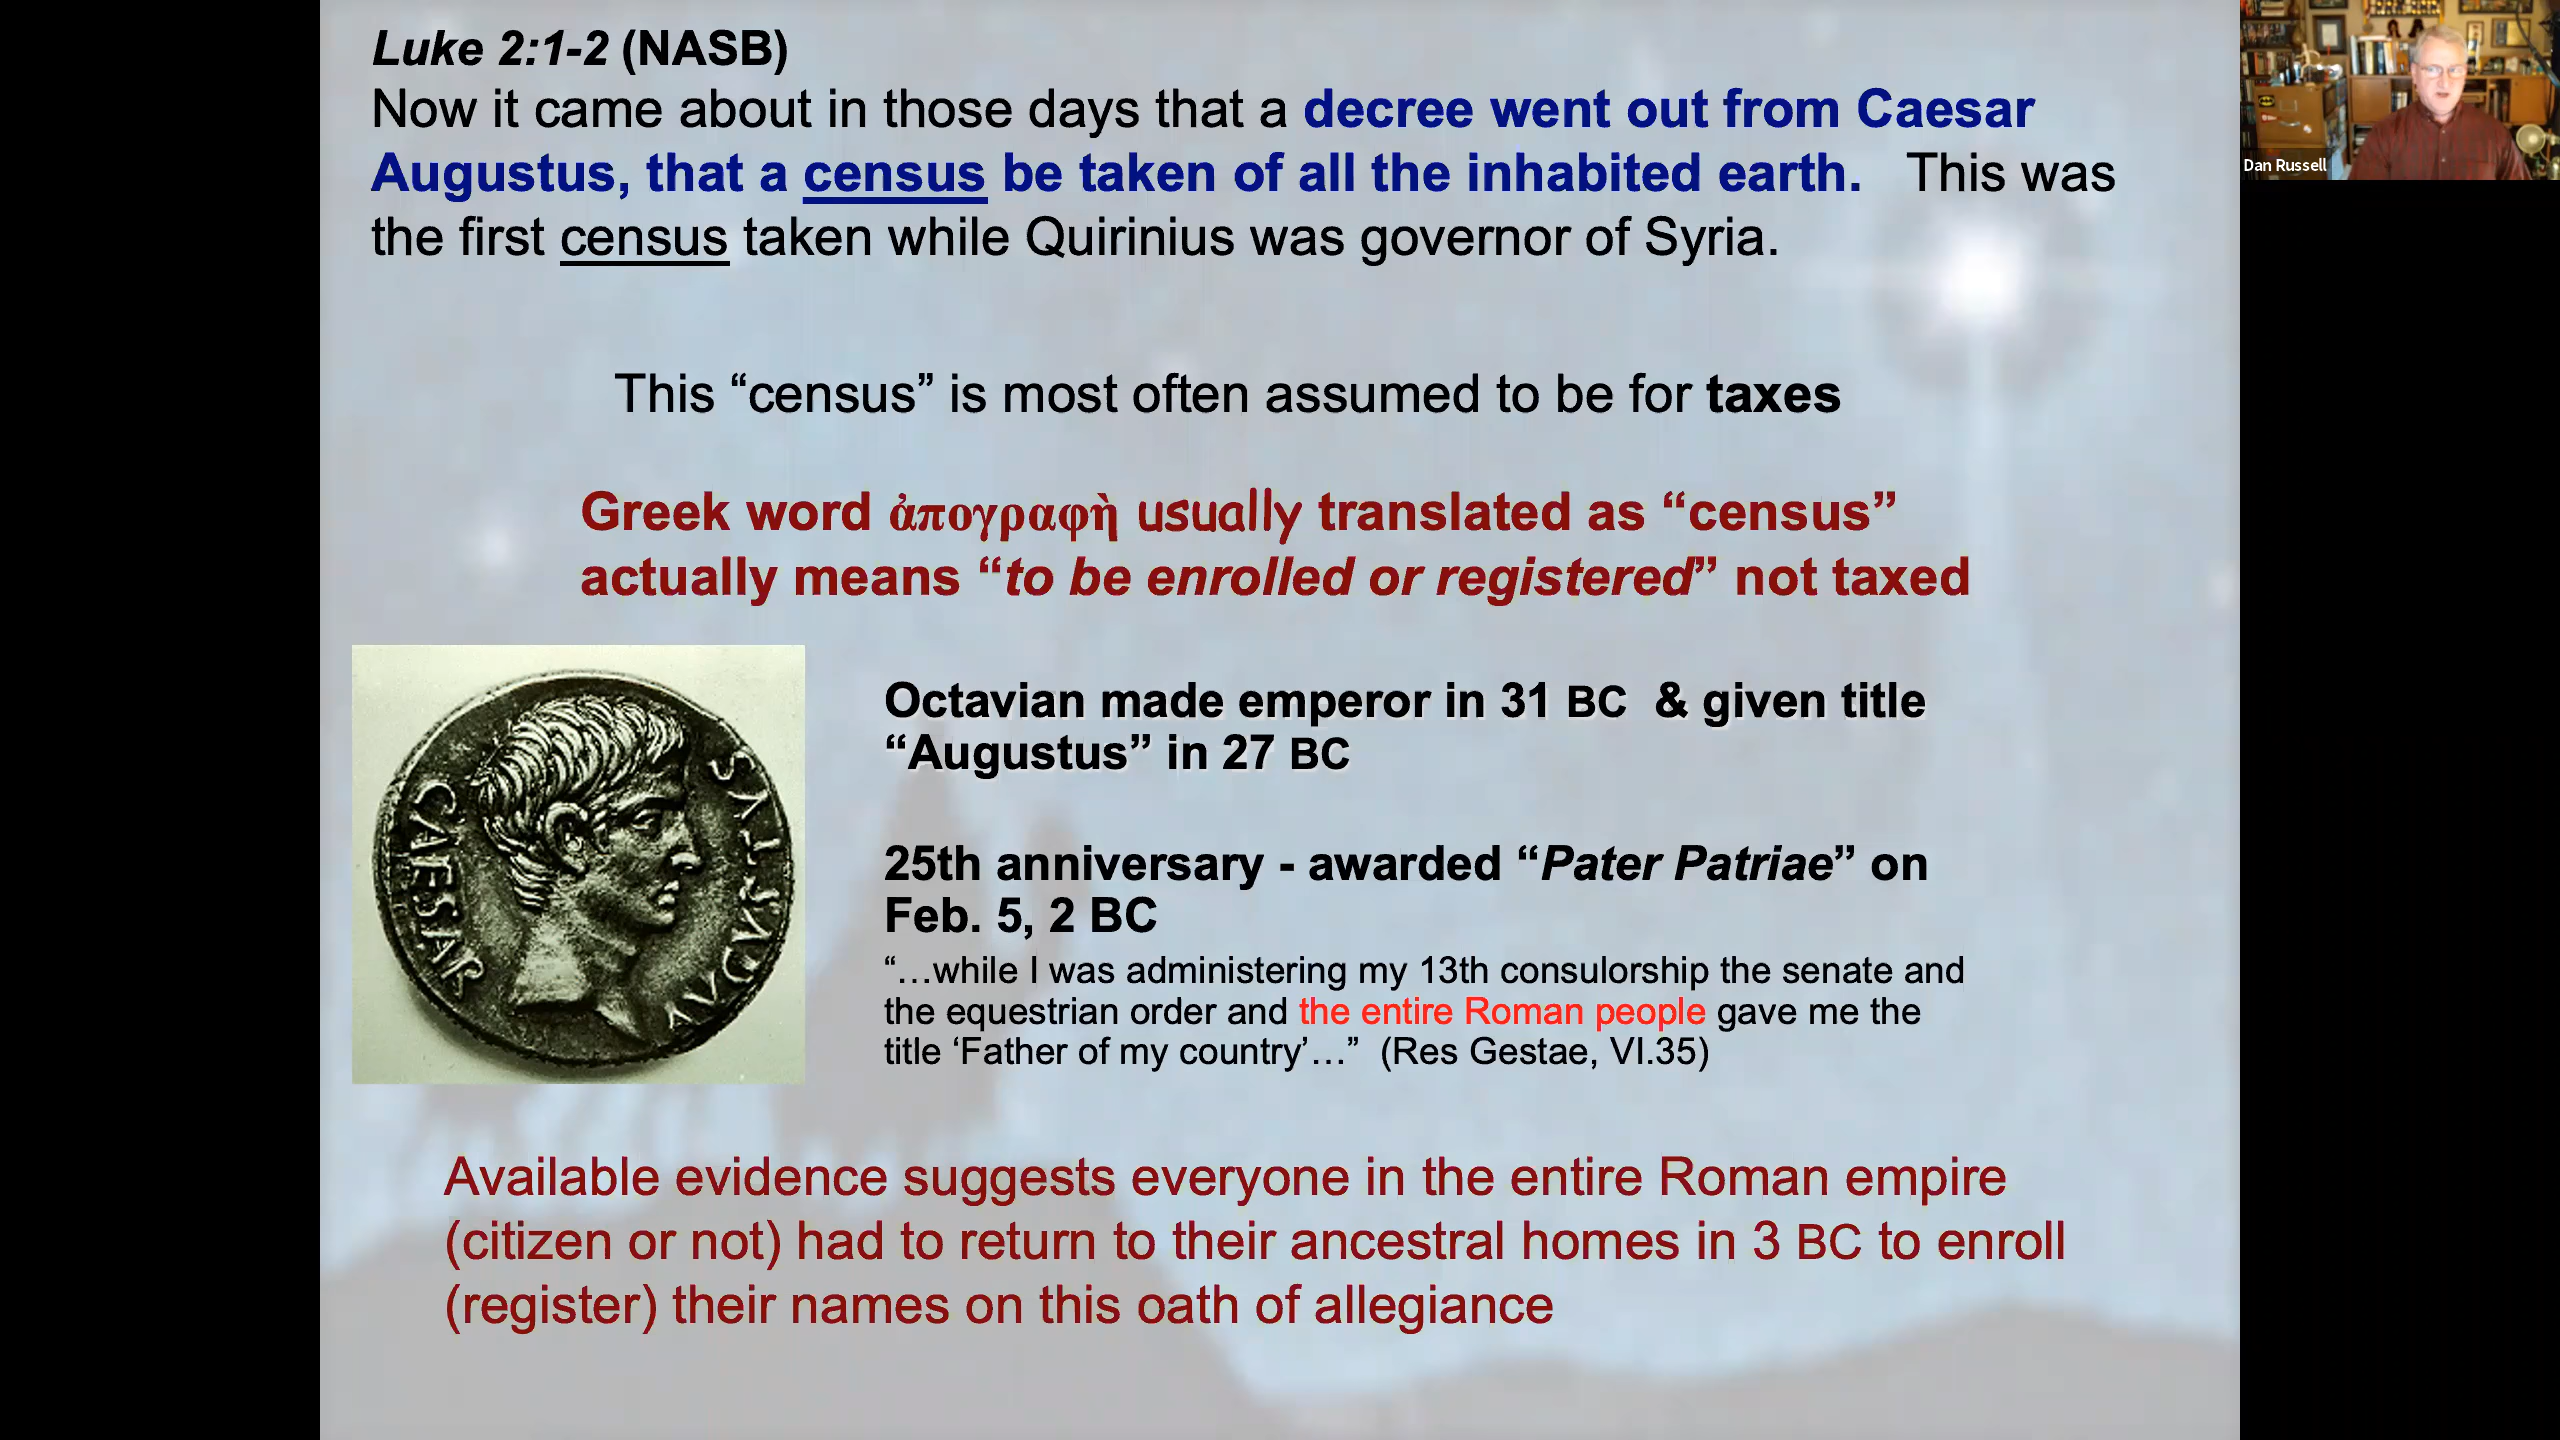 Luke 2:1-2 (NASB)
Now it came about in those days that a decree went out from Caesar
Augustus, that a census be taken of all the inhabited earth.   This was
the first census taken while Quirinius was governor of Syria.
Dan Russell
This “census” is most often assumed to be for taxes
Greek word ἀπογραφὴ usually translated as “census”
actually means “to be enrolled or registered” not taxed
CAESAR
AVGVSTVS
Octavian made emperor in 31 BC  & given title
“Augustus” in 27 BC
25th anniversary - awarded “Pater Patriae” on
Feb. 5, 2 BC
“…while I was administering my 13th consulorship the senate and
the equestrian order and the entire Roman people gave me the
title ‘Father of my country’…”  (Res Gestae, VI.35)
Available evidence suggests everyone in the entire Roman empire
(citizen or not) had to return to their ancestral homes in 3 BC to enroll
(register) their names on this oath of allegiance